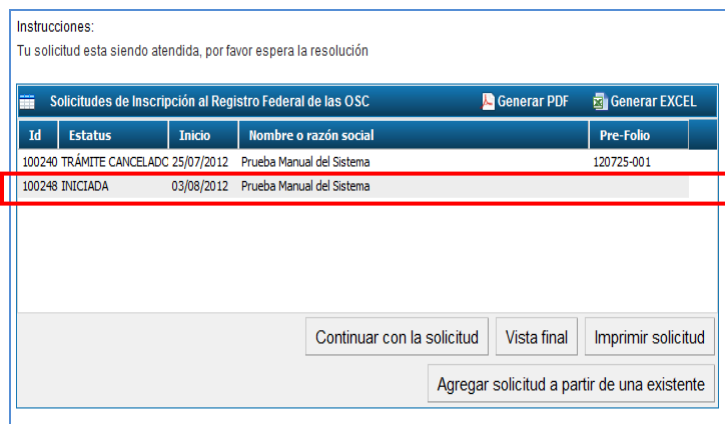 Instrucciones:
Tu solicitud esta siendo atendida, por favor espera la resolución
Solicitudes de Inscripción al Registro Federal de las OSC Generar PDF Generar EXCEL
Id Estatus Inicio Nombre o razón social Pre-Folio
100240 TRÁMITE CANCELADO 25/07/2012 Prueba Manual del Sistema 120725-001
100248 INICIADA 03/08/2012 Prueba Manual del Sistema
Continuar con la solicitud Vista final Imprimir solicitud
Agregar solicitud a partir de una existente